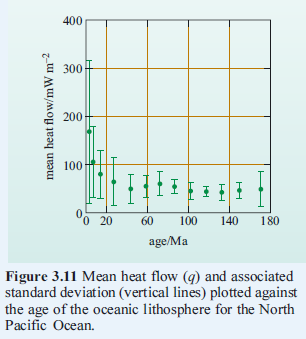 400
300
200
100
0
mean heat flow/mW m⁻²
0 20 60 100 140 180
age/Ma
Figure 3.11 Mean heat flow (q) and associated
standard deviation (vertical lines) plotted against
the age of the oceanic lithosphere for the North
Pacific Ocean.